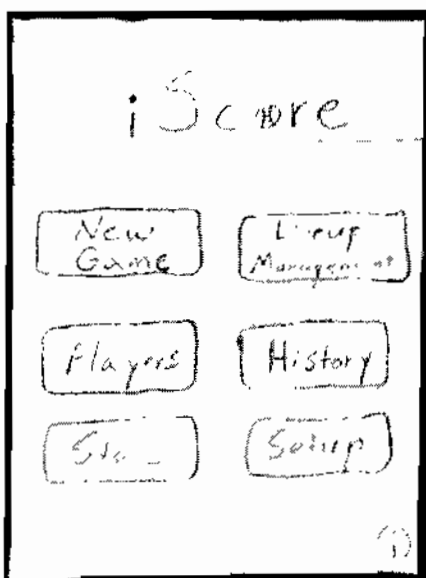 iScore
New
Game
Lineup
Management
Players
History
Setup
i